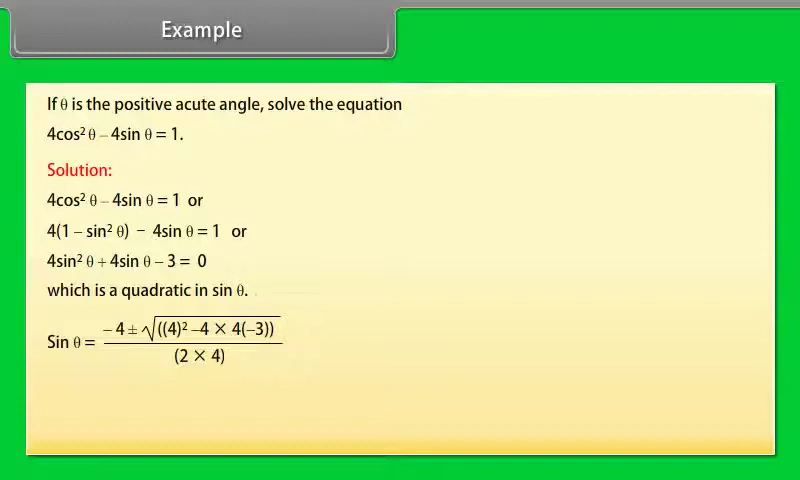 Example
If θ is the positive acute angle, solve the equation
4cos² θ – 4sin θ = 1.
Solution:
4cos² θ – 4sin θ = 1 or
4(1 – sin² θ) – 4sin θ = 1 or
4sin² θ + 4sin θ – 3 = 0
which is a quadratic in sin θ.
Sin θ = – 4 ± √((4)² –4 × 4(–3)) / (2 × 4)